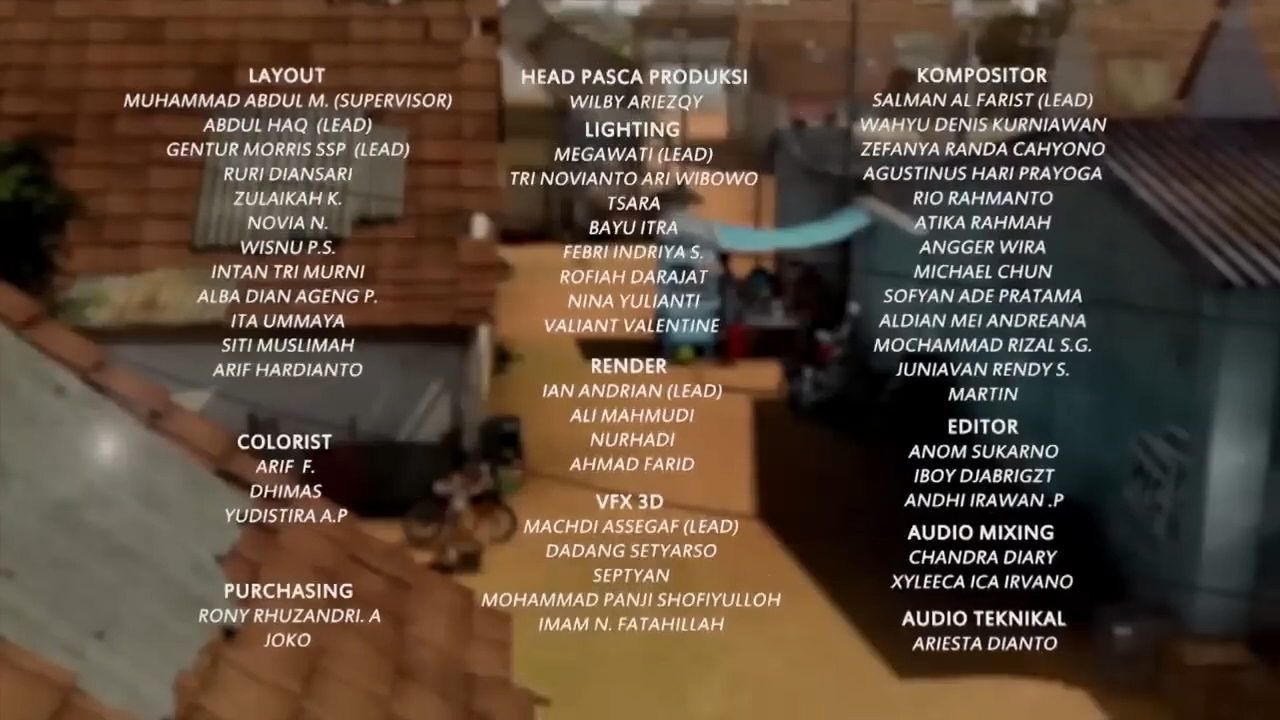 LAYOUT
MUHAMMAD ABDUL M. (SUPERVISOR)
ABDUL HAQ (LEAD)
GENTUR MORRIS SSP (LEAD)
RURI DIANSARI
ZULAIKAH K.
NOVIA N.
WISNU P.S.
INTAN TRI MURNI
ALBA DIAN AGENG P.
ITA UMMAYA
SITI MUSLIMAH
ARIF HARDIANTO
COLORIST
ARIF F.
DHIMAS
YUDISTIRA A.P
PURCHASING
RONY RHUZANDRI. A
JOKO
HEAD PASCA PRODUKSI
WILBY ARIEZQY
LIGHTING
MEGAWATI (LEAD)
TRI NOVIANTO ARI WIBOWO
TSARA
BAYU ITRA
FEBRI INDRIYA S.
ROFIAH DARAJAT
NINA YULIANTI
VALIANT VALENTINE
RENDER
IAN ANDRIAN (LEAD)
ALI MAHMUDI
NURHADI
AHMAD FARID
VFX 3D
MACHDI ASSEGAF (LEAD)
DADANG SETYARSO
SEPTYAN
MOHAMMAD PANJI SHOFIYULLOH
IMAM N. FATAHILLAH
KOMPOSITOR
SALMAN AL FARIST (LEAD)
WAHYU DENIS KURNIAWAN
ZEFANYA RANDA CAHYONO
AGUSTINUS HARI PRAYOGA
RIO RAHMANTO
ATIKA RAHMAH
ANGGER WIRA
MICHAEL CHUN
SOFYAN ADE PRATAMA
ALDIAN MEI ANDREANA
MOCHAMMAD RIZAL S.G.
JUNIAVAN RENDY S.
MARTIN
EDITOR
ANOM SUKARNO
IBOY DJABRIGZT
ANDHI IRAWAN .P
AUDIO MIXING
CHANDRA DIARY
XYLEECA ICA IRVANO
AUDIO TEKNIKAL
ARIESTA DIANTO